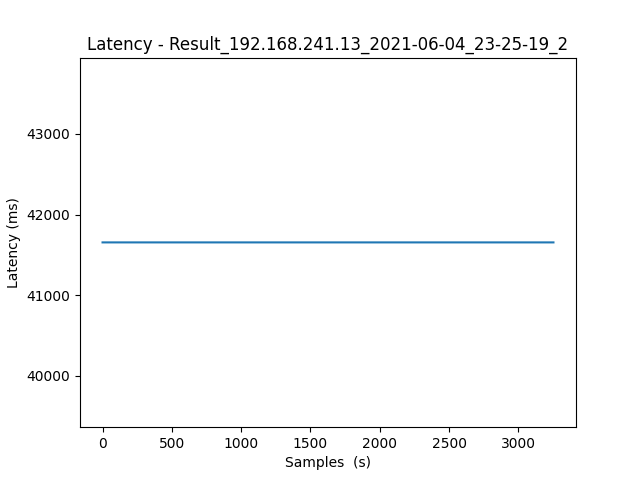 Latency - Result_192.168.241.13_2021-06-04_23-25-19_2
Latency (ms)
43000
42000
41000
40000
0 500 1000 1500 2000 2500 3000
Samples  (s)